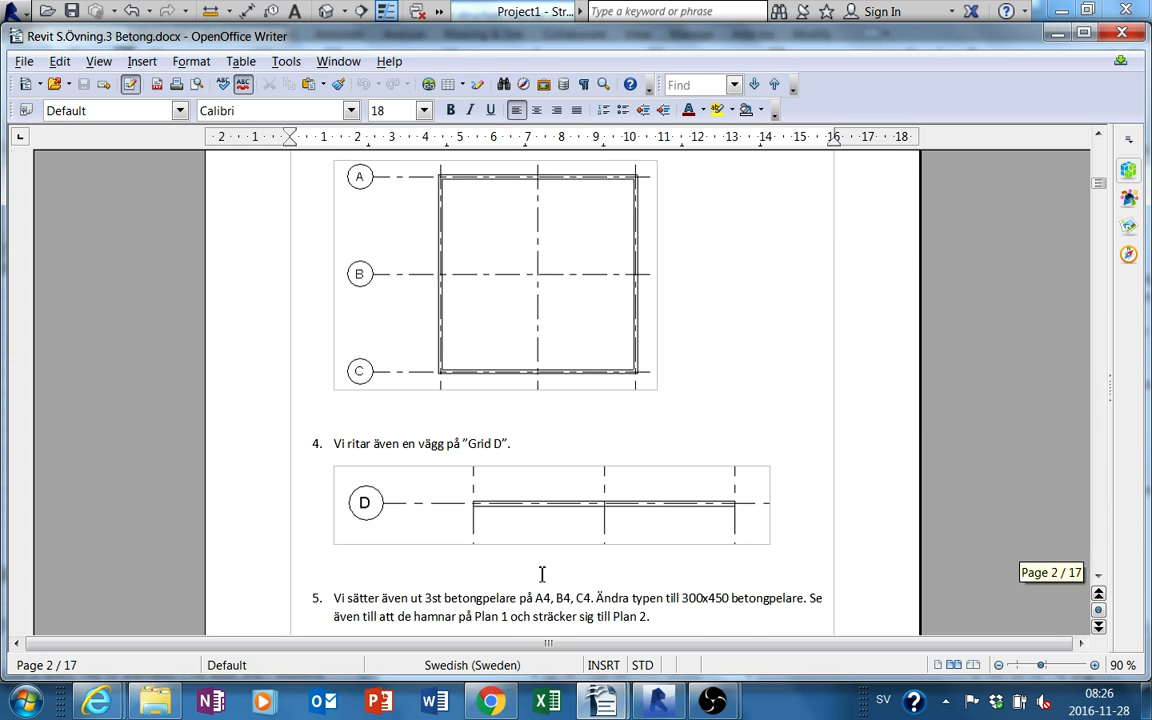 Project1 - Str...
Type a keyword or phrase
Sign In
Revit S.Övning.3 Betong.docx - OpenOffice Writer
File Edit View Insert Format Table Tools Window Help
Find
Default Calibri 18
2 1 1 2 3 4 5 6 7 8 9 10 11 12 13 14 15 16 17 18
A
B
C
4. Vi ritar även en vägg på ”Grid D”.
D
Page 2 / 17
5. Vi sätter även ut 3st betongpelare på A4, B4, C4. Ändra typen till 300x450 betongpelare. Se
även till att de hamnar på Plan 1 och sträcker sig till Plan 2.
Page 2 / 17 Default Swedish (Sweden) INSRT STD 90 %
SV
08:26
2016-11-28